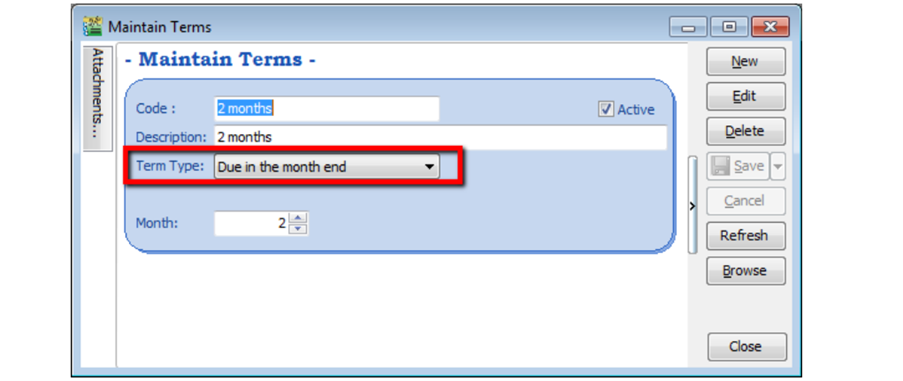 Maintain Terms
Attachments...
- Maintain Terms -
Code : 2 months Active
Description: 2 months
Term Type: Due in the month end
Month: 2
New
Edit
Delete
Save
Cancel
Refresh
Browse
Close